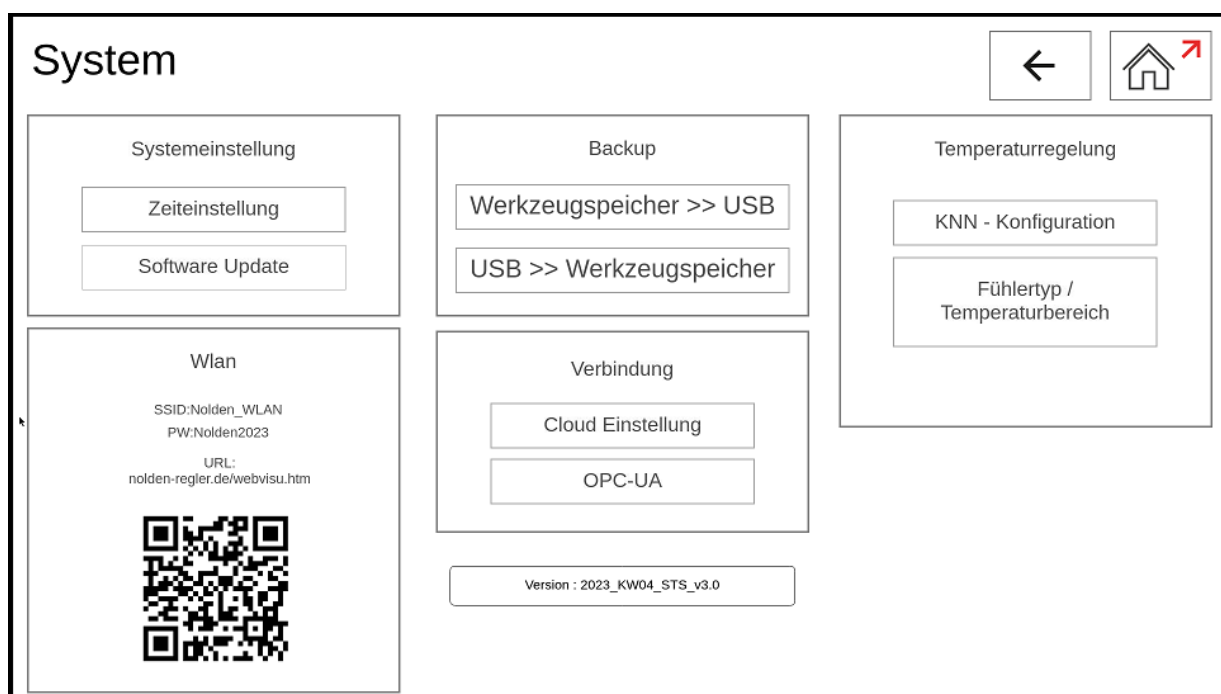 System
Systemeinstellung
Zeiteinstellung
Software Update
Wlan
SSID:Nolden_WLAN
PW:Nolden2023
URL:
nolden-regler.de/webvisu.htm
Backup
Werkzeugspeicher >> USB
USB >> Werkzeugspeicher
Verbindung
Cloud Einstellung
OPC-UA
Version : 2023_KW04_STS_v3.0
Temperaturregelung
KNN - Konfiguration
Fühlertyp /
Temperaturbereich